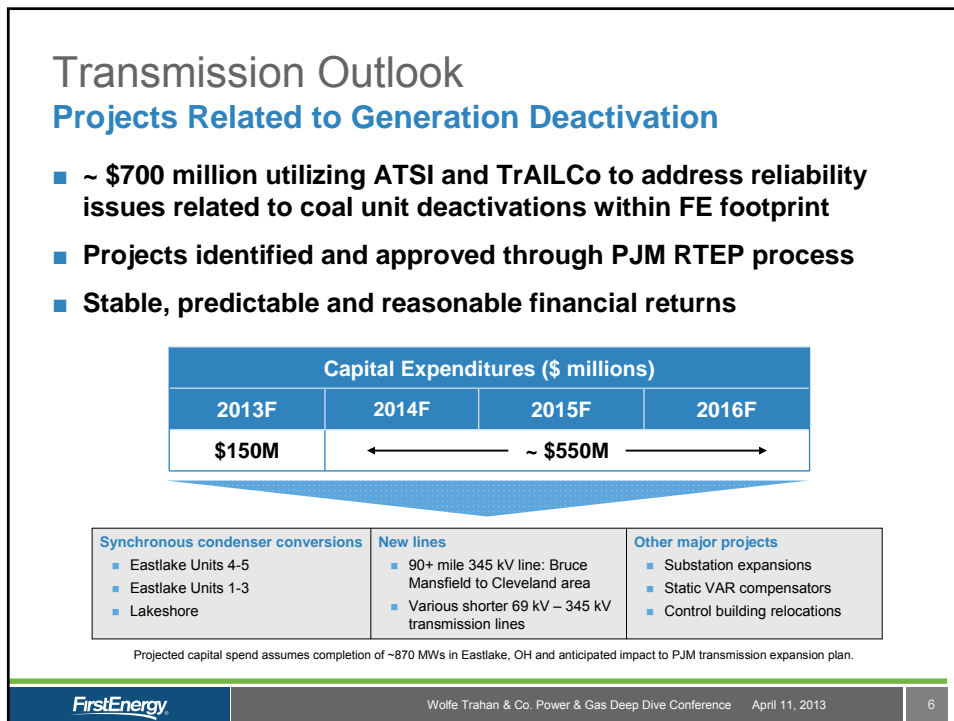 Transmission Outlook
Projects Related to Generation Deactivation
~ $700 million utilizing ATSI and TrAILCo to address reliability
issues related to coal unit deactivations within FE footprint
Projects identified and approved through PJM RTEP process
Stable, predictable and reasonable financial returns
Capital Expenditures ($ millions)
2013F 2014F 2015F 2016F
$150M ~ $550M
Synchronous condenser conversions
Eastlake Units 4-5
Eastlake Units 1-3
Lakeshore
New lines
90+ mile 345 kV line: Bruce
Mansfield to Cleveland area
Various shorter 69 kV – 345 kV
transmission lines
Other major projects
Substation expansions
Static VAR compensators
Control building relocations
Projected capital spend assumes completion of ~870 MWs in Eastlake, OH and anticipated impact to PJM transmission expansion plan.
FirstEnergy. Wolfe Trahan & Co. Power & Gas Deep Dive Conference April 11, 2013 6